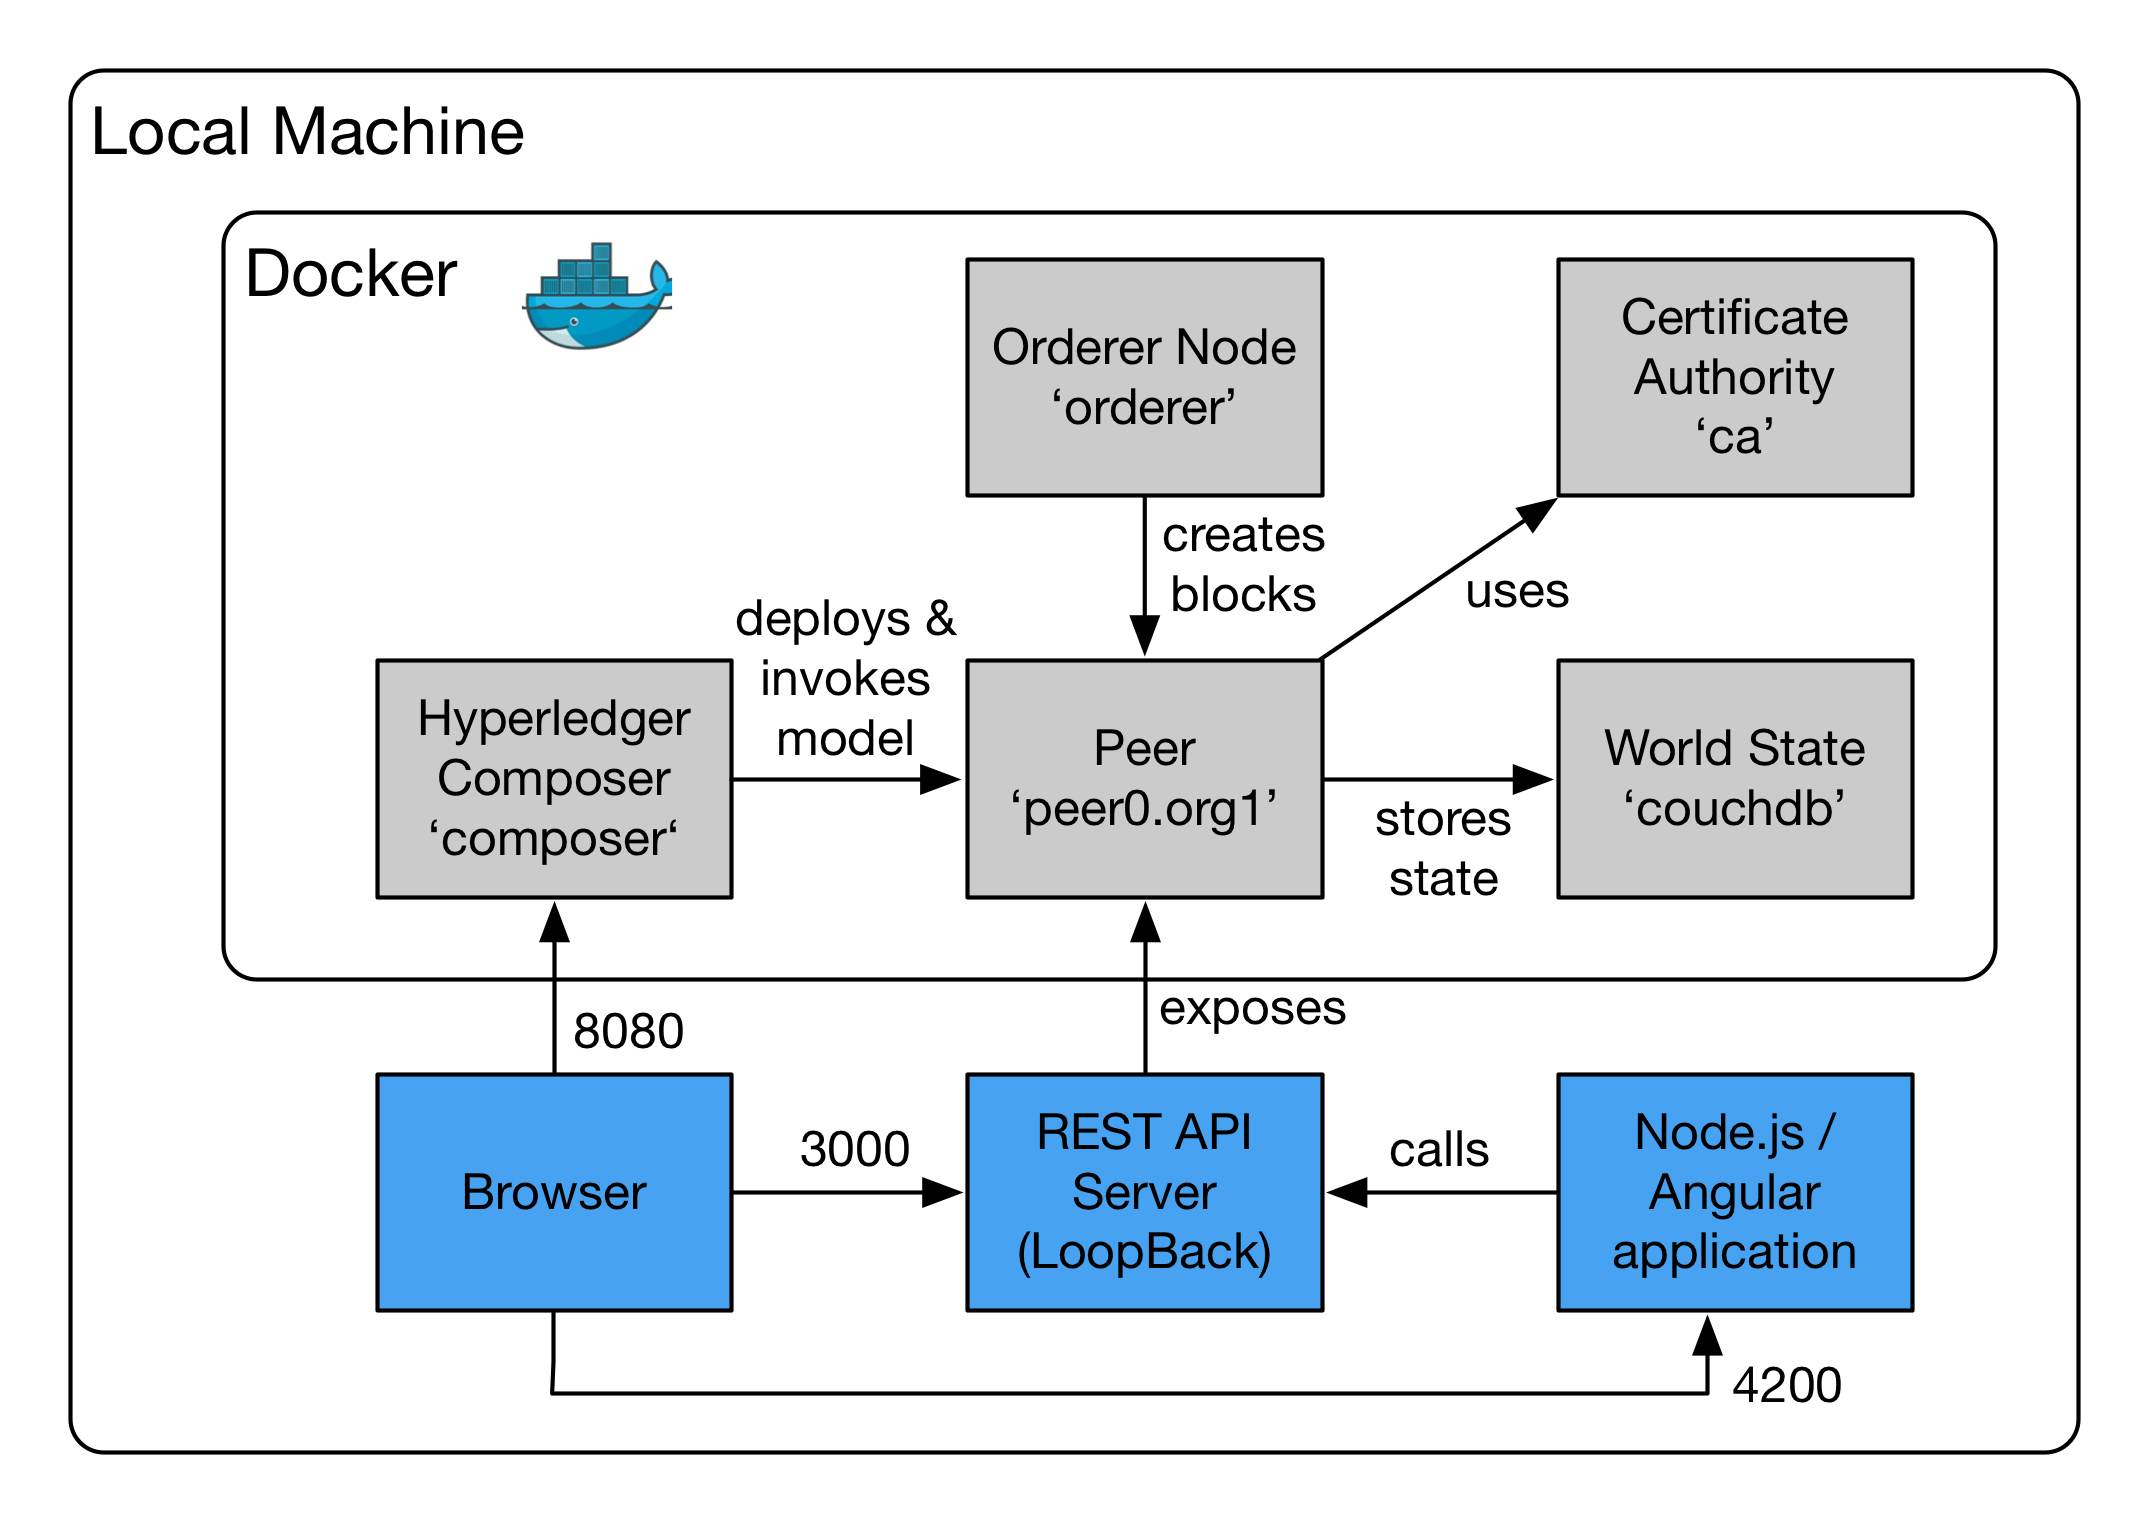 Local Machine
Docker
Orderer Node
‘orderer’
Certificate
Authority
‘ca’
creates
blocks
uses
deploys &
invokes
model
Hyperledger
Composer
‘composer‘
Peer
‘peer0.org1’
World State
‘couchdb’
stores
state
8080
exposes
Browser
3000
REST API
Server
(LoopBack)
calls
Node.js /
Angular
application
4200